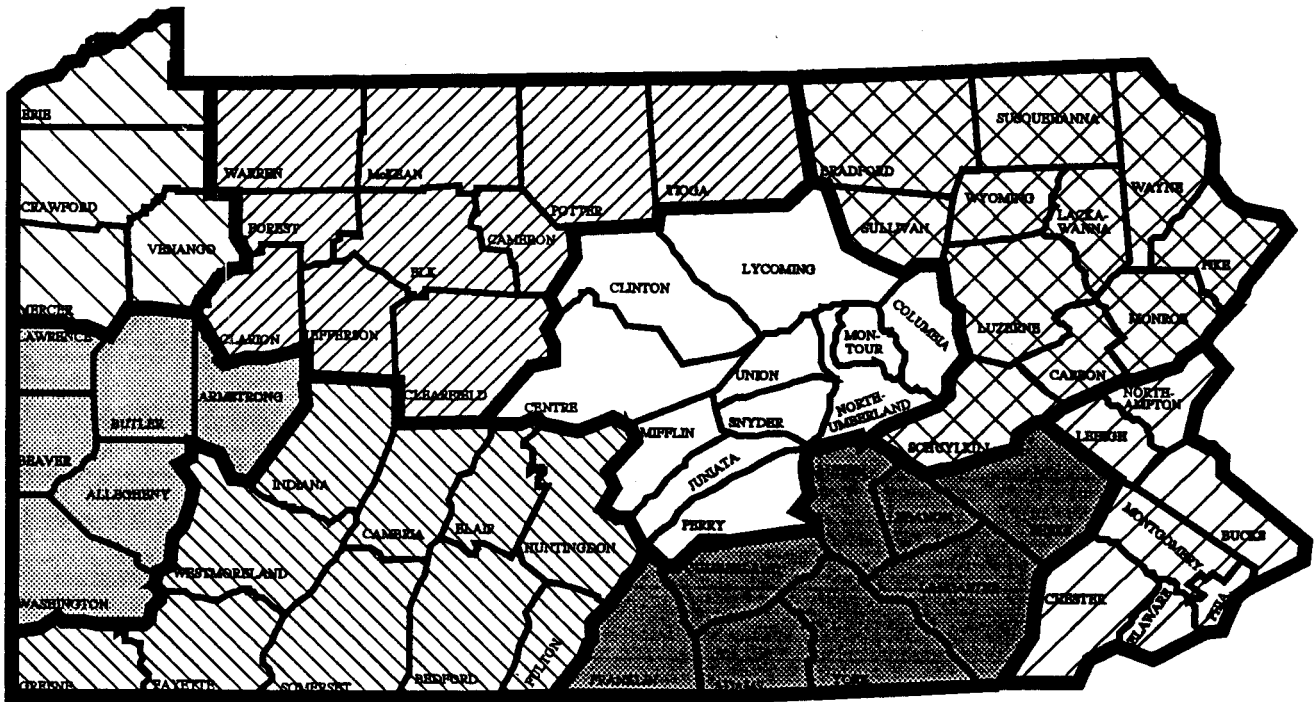 ERIE
CRAWFORD
MERCER
VENANGO
WARREN
McKEAN
POTTER
TIOGA
FOREST
ELK
CAMERON
CLARION
JEFFERSON
CLEARFIELD
BRADFORD
SUSQUEHANNA
WAYNE
WYOMING
LACKA-
WANNA
SULLIVAN
PIKE
LUZERNE
MONROE
CARBON
SCHUYLKILL
CLINTON
LYCOMING
COLUMBIA
MON-
TOUR
UNION
NORTH-
UMBERLAND
SNYDER
CENTRE
MIFFLIN
JUNIATA
PERRY
LAWRENCE
BUTLER
ARMSTRONG
BEAVER
ALLEGHENY
WASHINGTON
INDIANA
CAMBRIA
BLAIR
HUNTINGDON
WESTMORELAND
GREENE
FAYETTE
SOMERSET
BEDFORD
FULTON
FRANKLIN
YORK
NORTH-
AMPTON
LEHIGH
BUCKS
MONTGOMERY
CHESTER
DELAWARE
PHILA